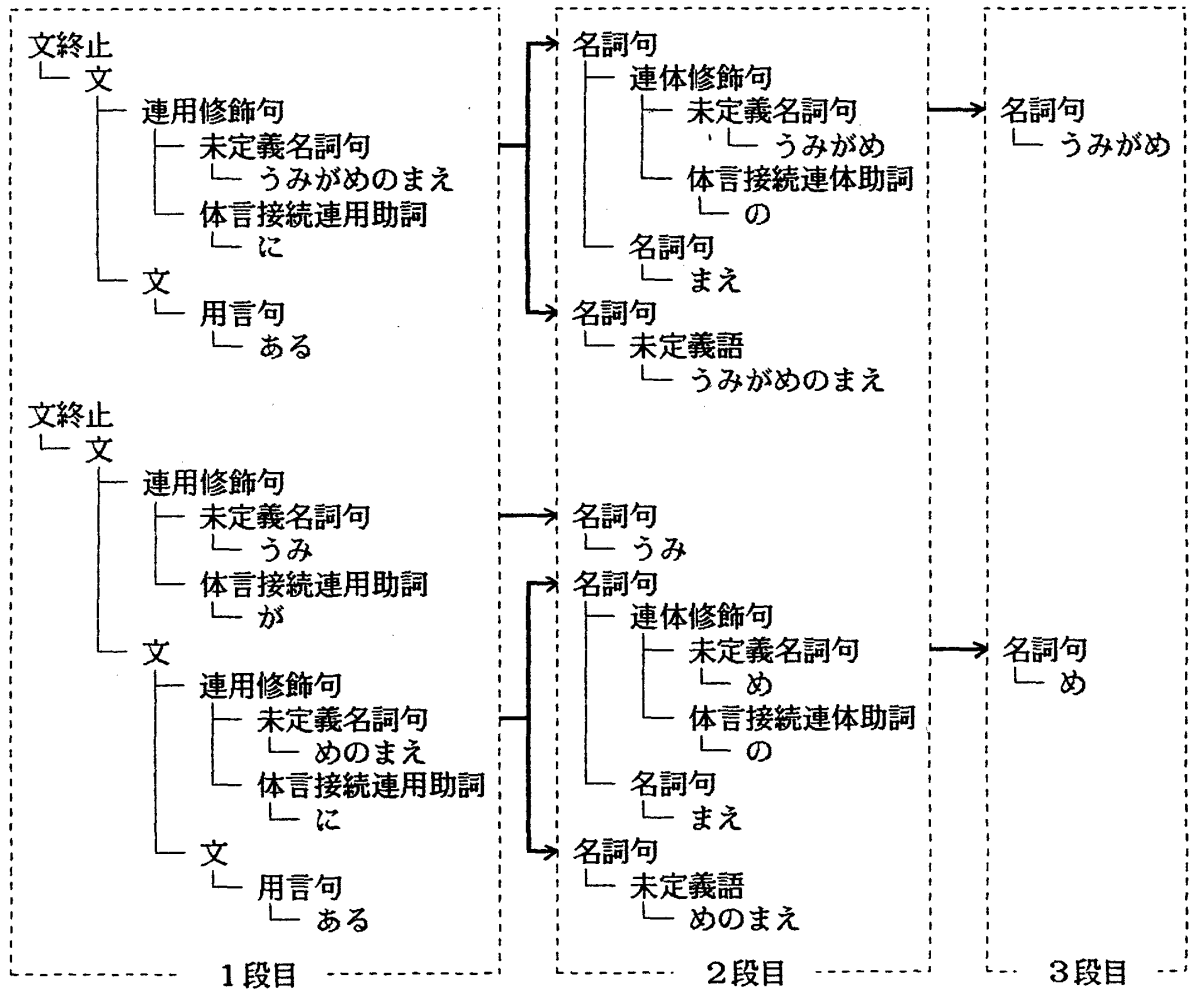 文終止
文
連用修飾句
未定義名詞句
うみがめのまえ
体言接続連用助詞
に
文
用言句
ある
文終止
文
連用修飾句
未定義名詞句
うみ
体言接続連用助詞
が
文
連用修飾句
未定義名詞句
めのまえ
体言接続連用助詞
に
文
用言句
ある
1段目
名詞句
連体修飾句
未定義名詞句
うみがめ
体言接続連体助詞
の
名詞句
まえ
名詞句
未定義語
うみがめのまえ
名詞句
うみ
名詞句
連体修飾句
未定義名詞句
め
体言接続連体助詞
の
名詞句
まえ
名詞句
未定義語
めのまえ
2段目
名詞句
うみがめ
名詞句
め
3段目